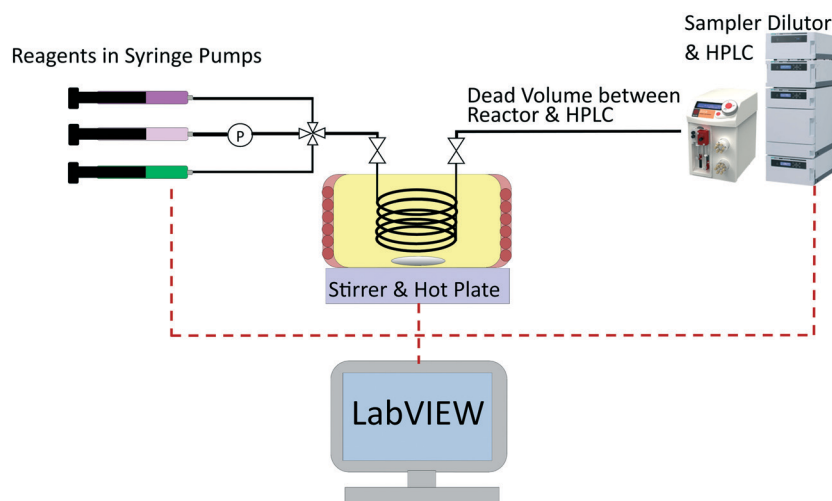 Sampler Dilutor
& HPLC
Reagents in Syringe Pumps
Dead Volume between
Reactor & HPLC
P
Stirrer & Hot Plate
LabVIEW